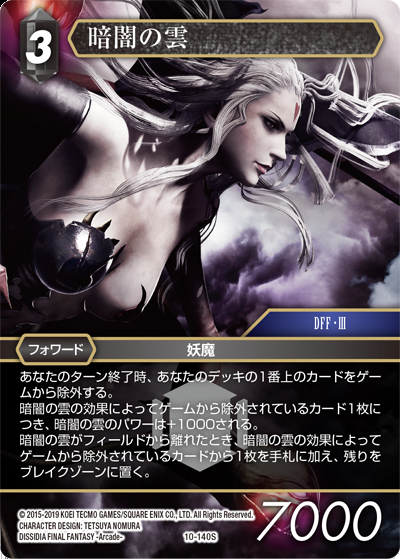 3
暗闇の雲
DFF・Ⅲ
フォワード
妖魔
あなたのターン終了時、あなたのデッキの1番上のカードをゲー
ムから除外する。
暗闇の雲の効果によってゲームから除外されているカード1枚に
つき、暗闇の雲のパワーは+1000される。
暗闇の雲がフィールドから離れたとき、暗闇の雲の効果によって
ゲームから除外されているカードから1枚を手札に加え、残りを
ブレイクゾーンに置く。
© 2015-2019 KOEI TECMO GAMES/SQUARE ENIX CO., LTD. All Rights Reserved.
CHARACTER DESIGN: TETSUYA NOMURA
DISSIDIA FINAL FANTASY -Arcade-
10-140S
7000